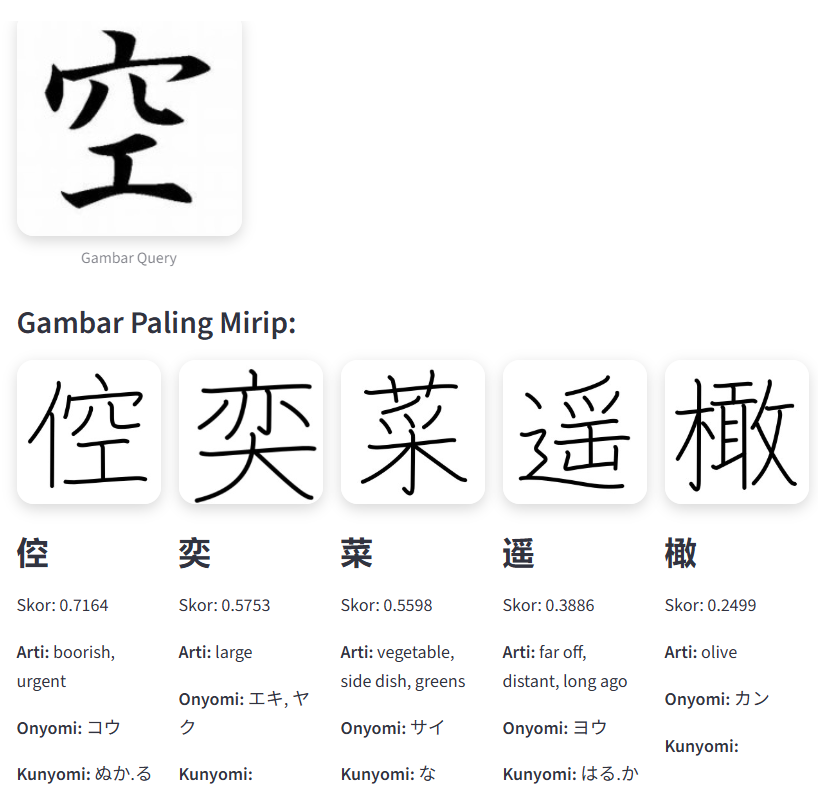 空
Gambar Query
Gambar Paling Mirip:
倥 奕 菜 遥 橄
倥
Skor: 0.7164
Arti: boorish,
urgent
Onyomi: コウ
Kunyomi: ぬか.る
奕
Skor: 0.5753
Arti: large
Onyomi: エキ, ヤ
ク
Kunyomi:
菜
Skor: 0.5598
Arti: vegetable,
side dish, greens
Onyomi: サイ
Kunyomi: な
遥
Skor: 0.3886
Arti: far off,
distant, long ago
Onyomi: ヨウ
Kunyomi: はる.か
橄
Skor: 0.2499
Arti: olive
Onyomi: カン
Kunyomi: